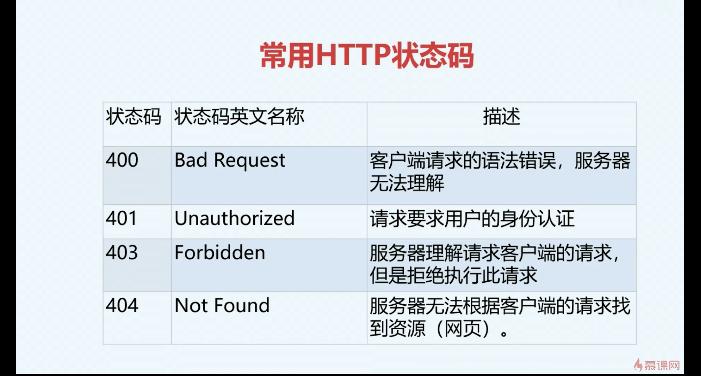 常用HTTP状态码
状态码 状态码英文名称 描述
400 Bad Request 客户端请求的语法错误，服务器
无法理解
401 Unauthorized 请求要求用户的身份认证
403 Forbidden 服务器理解请求客户端的请求，
但是拒绝执行此请求
404 Not Found 服务器无法根据客户端的请求找
到资源（网页）。
慕课网